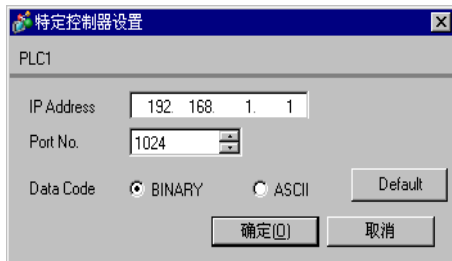 特定控制器设置
PLC1
IP Address 192. 168. 1. 1
Port No. 1024
Data Code BINARY ASCII Default
确定(O) 取消